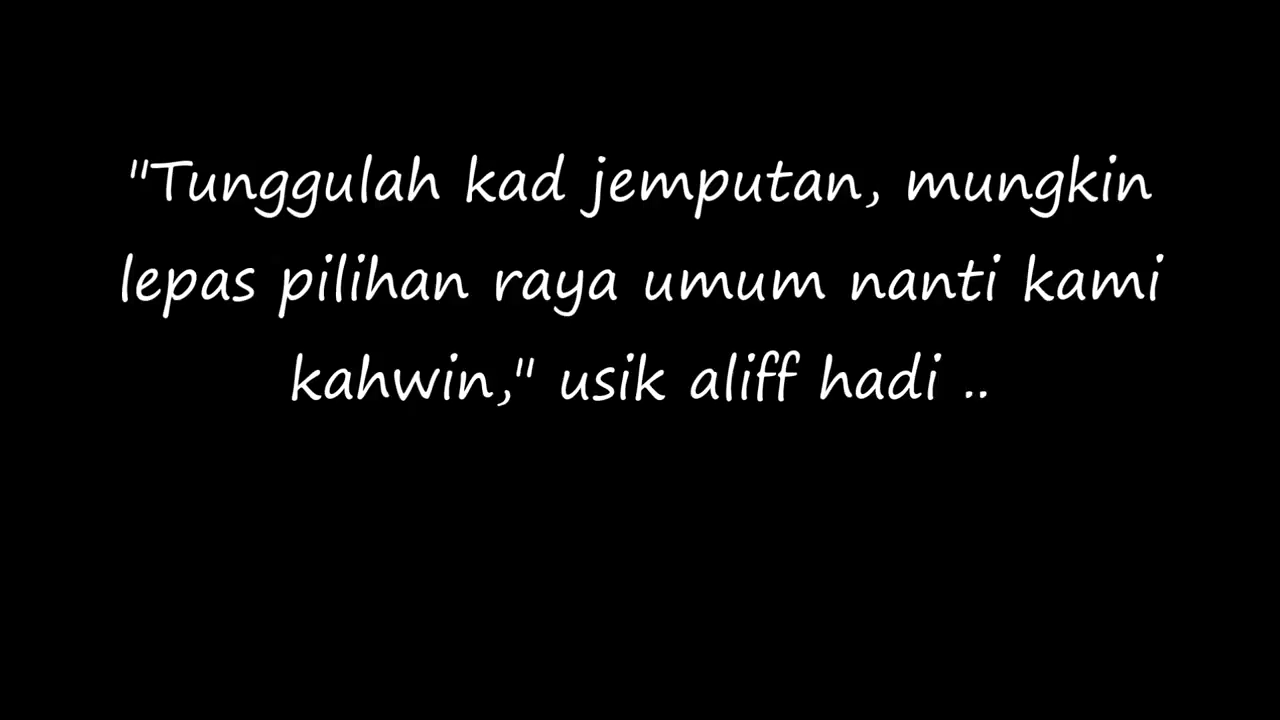 "Tunggulah kad jemputan, mungkin
lepas pilihan raya umum nanti kami
kahwin," usik aliff hadi ..